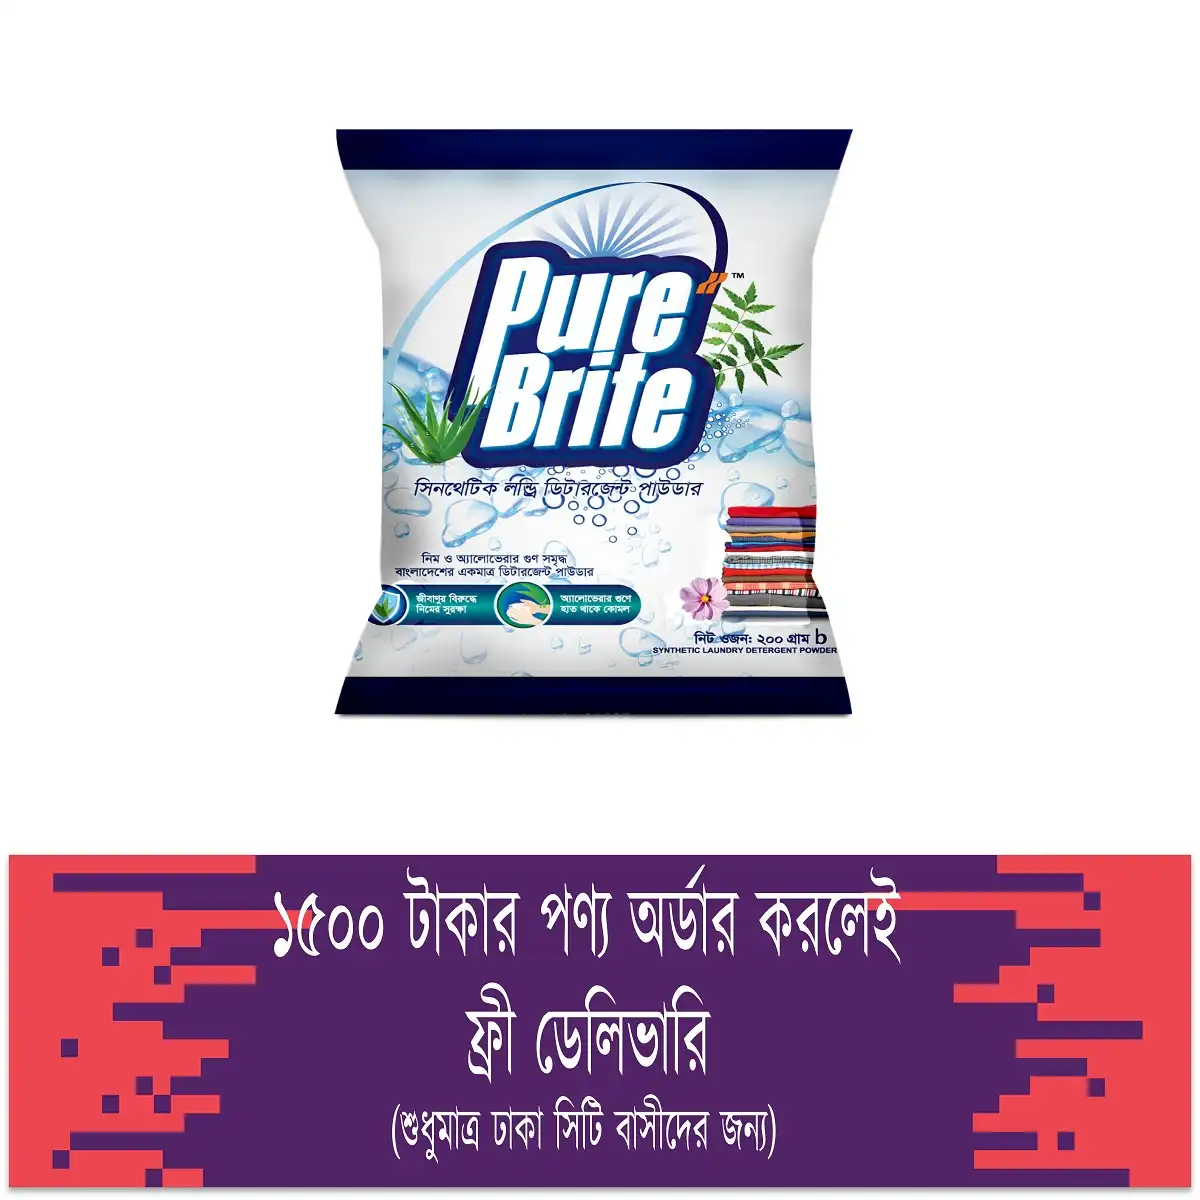 Pure
Brite
™
সিনথেটিক লন্ড্রি ডিটারজেন্ট পাউডার
নিম ও অ্যালোভেরার গুণ সমৃদ্ধ
বাংলাদেশের একমাত্র ডিটারজেন্ট পাউডার
জীবাণুর বিরুদ্ধে
নিমের সুরক্ষা
অ্যালোভেরার গুণে
হাত থাকে কোমল
নিট ওজন: ২০০ গ্রাম b
SYNTHETIC LAUNDRY DETERGENT POWDER
১৫০০ টাকার পণ্য অর্ডার করলেই
ফ্রী ডেলিভারি
(শুধুমাত্র ঢাকা সিটি বাসীদের জন্য)